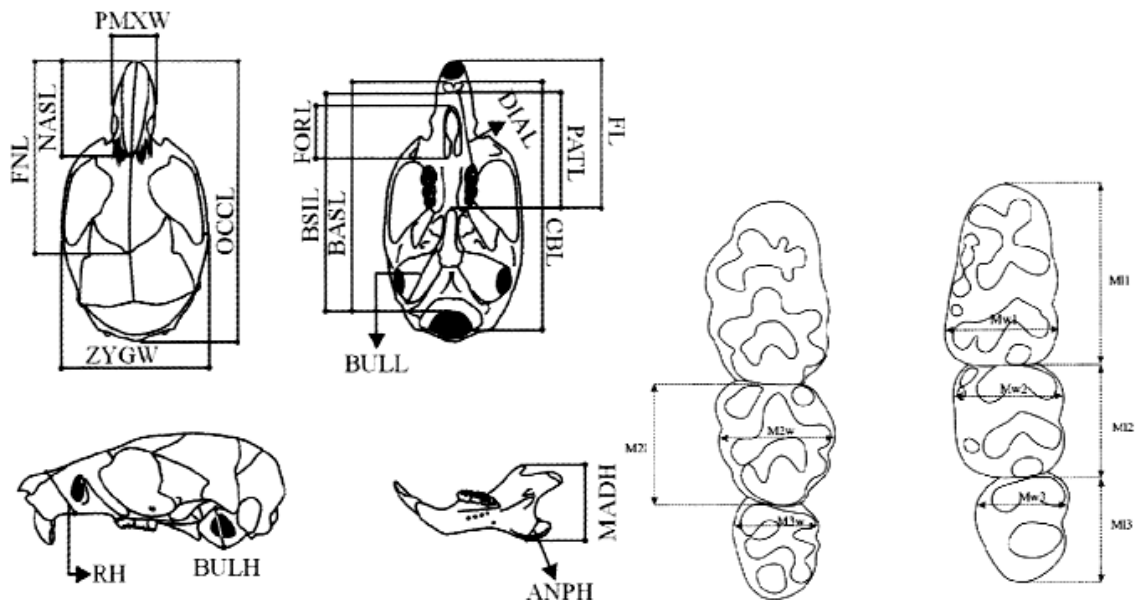 PMXW
FNL
NASL
OCCL
ZYGW
FORL
BSIL
BASL
DIAL
PATL
FL
CBL
BULL
RH
BULH
MADH
ANPH
M2l
M2w
M3w
Mw1
Mw2
Mw3
Ml1
Ml2
Ml3